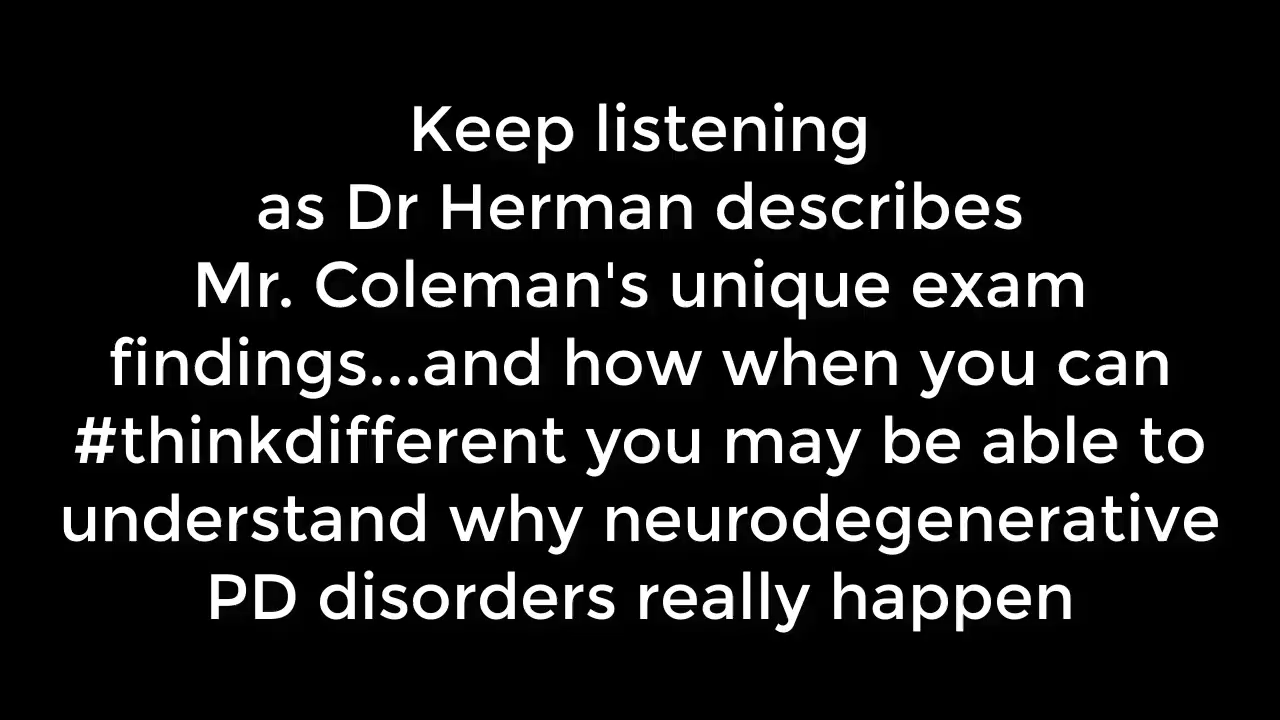 Keep listening
as Dr Herman describes
Mr. Coleman's unique exam
findings...and how when you can
#thinkdifferent you may be able to
understand why neurodegenerative
PD disorders really happen